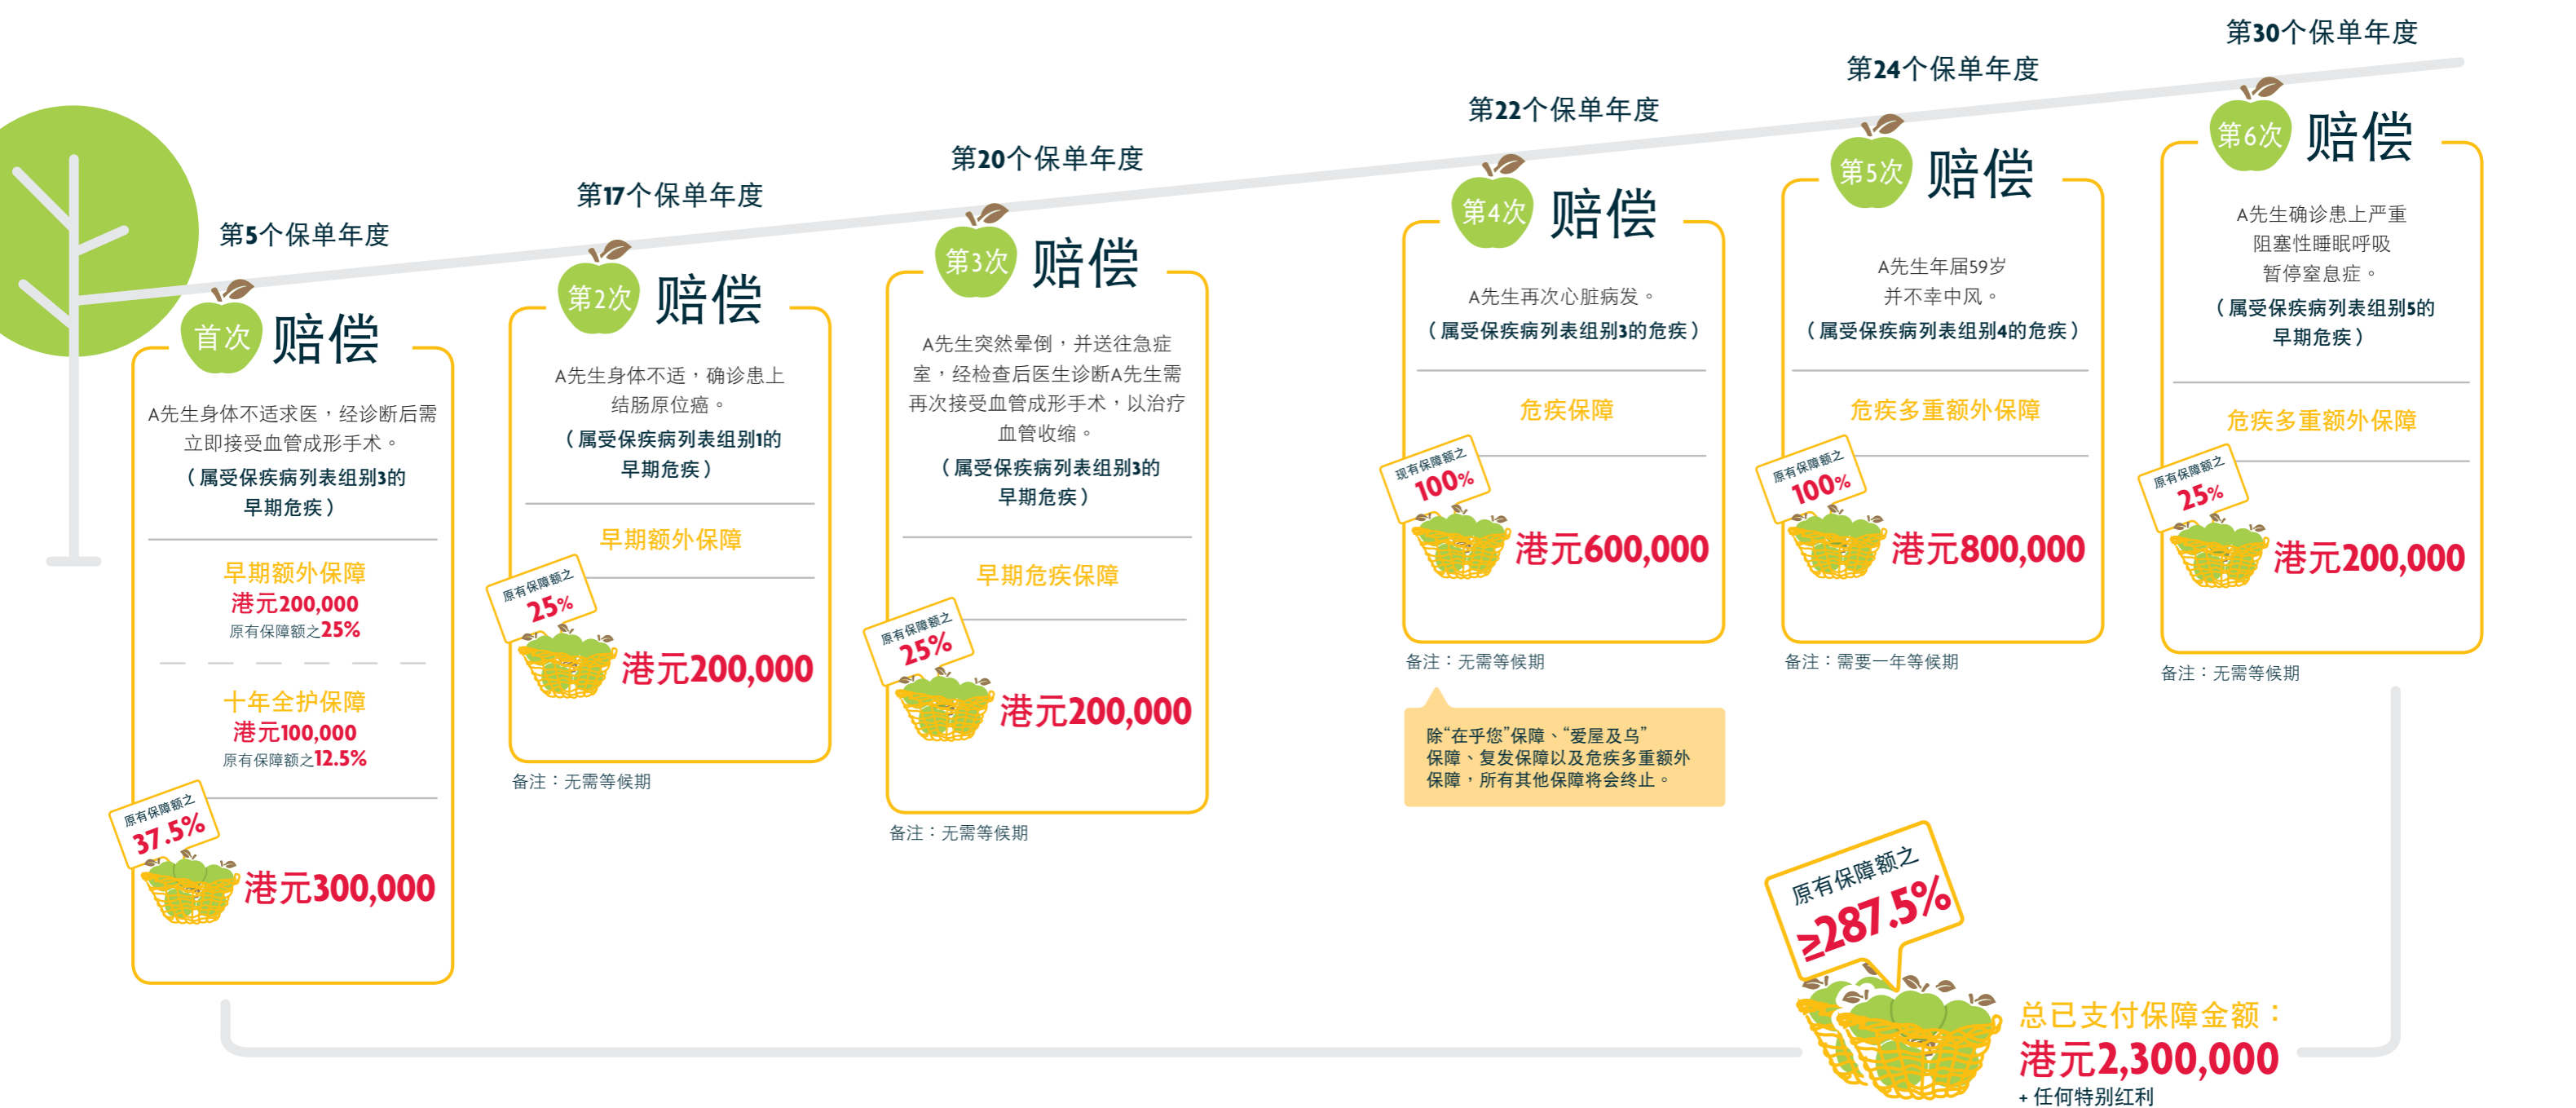 第5个保单年度
首次 赔偿
A先生身体不适求医，经诊断后需
立即接受血管成形手术。
（属受保疾病列表组别3的
早期危疾）
早期额外保障
港元200,000
原有保障额之25%
十年全护保障
港元100,000
原有保障额之12.5%
原有保障额之
37.5%
港元300,000
第17个保单年度
第2次 赔偿
A先生身体不适，确诊患上
结肠原位癌。
（属受保疾病列表组别1的
早期危疾）
早期额外保障
原有保障额之
25%
港元200,000
备注：无需等候期
第20个保单年度
第3次 赔偿
A先生突然晕倒，并送往急症
室，经检查后医生诊断A先生需
再次接受血管成形手术，以治疗
血管收缩。
（属受保疾病列表组别3的
早期危疾）
早期危疾保障
原有保障额之
25%
港元200,000
备注：无需等候期
第22个保单年度
第4次 赔偿
A先生再次心脏病发。
（属受保疾病列表组别3的危疾）
危疾保障
现有保障额之
100%
港元600,000
备注：无需等候期
除“在乎您”保障、“爱屋及乌”
保障、复发保障以及危疾多重额外
保障，所有其他保障将会终止。
第24个保单年度
第5次 赔偿
A先生年届59岁
并不幸中风。
（属受保疾病列表组别4的危疾）
危疾多重额外保障
原有保障额之
100%
港元800,000
备注：需要一年等候期
第30个保单年度
第6次 赔偿
A先生确诊患上严重
阻塞性睡眠呼吸
暂停窒息症。
（属受保疾病列表组别5的
早期危疾）
危疾多重额外保障
原有保障额之
25%
港元200,000
备注：无需等候期
原有保障额之
≥287.5%
总已支付保障金额：
港元2,300,000
+ 任何特别红利